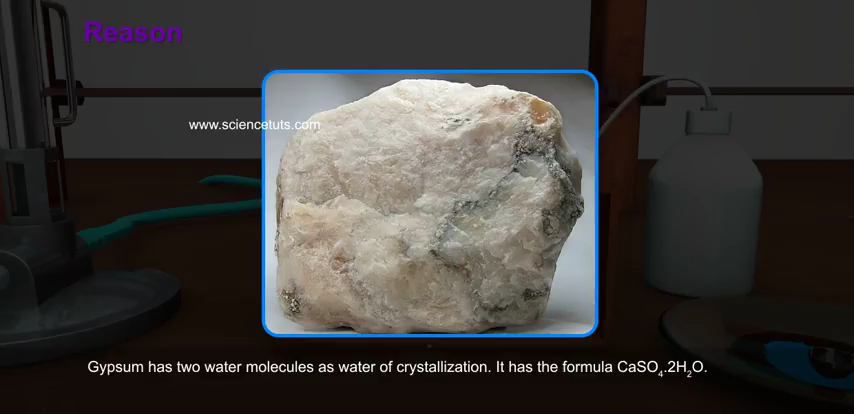 Reason
www.sciencetuts.com
Gypsum has two water molecules as water of crystallization. It has the formula CaSO₄.2H₂O.